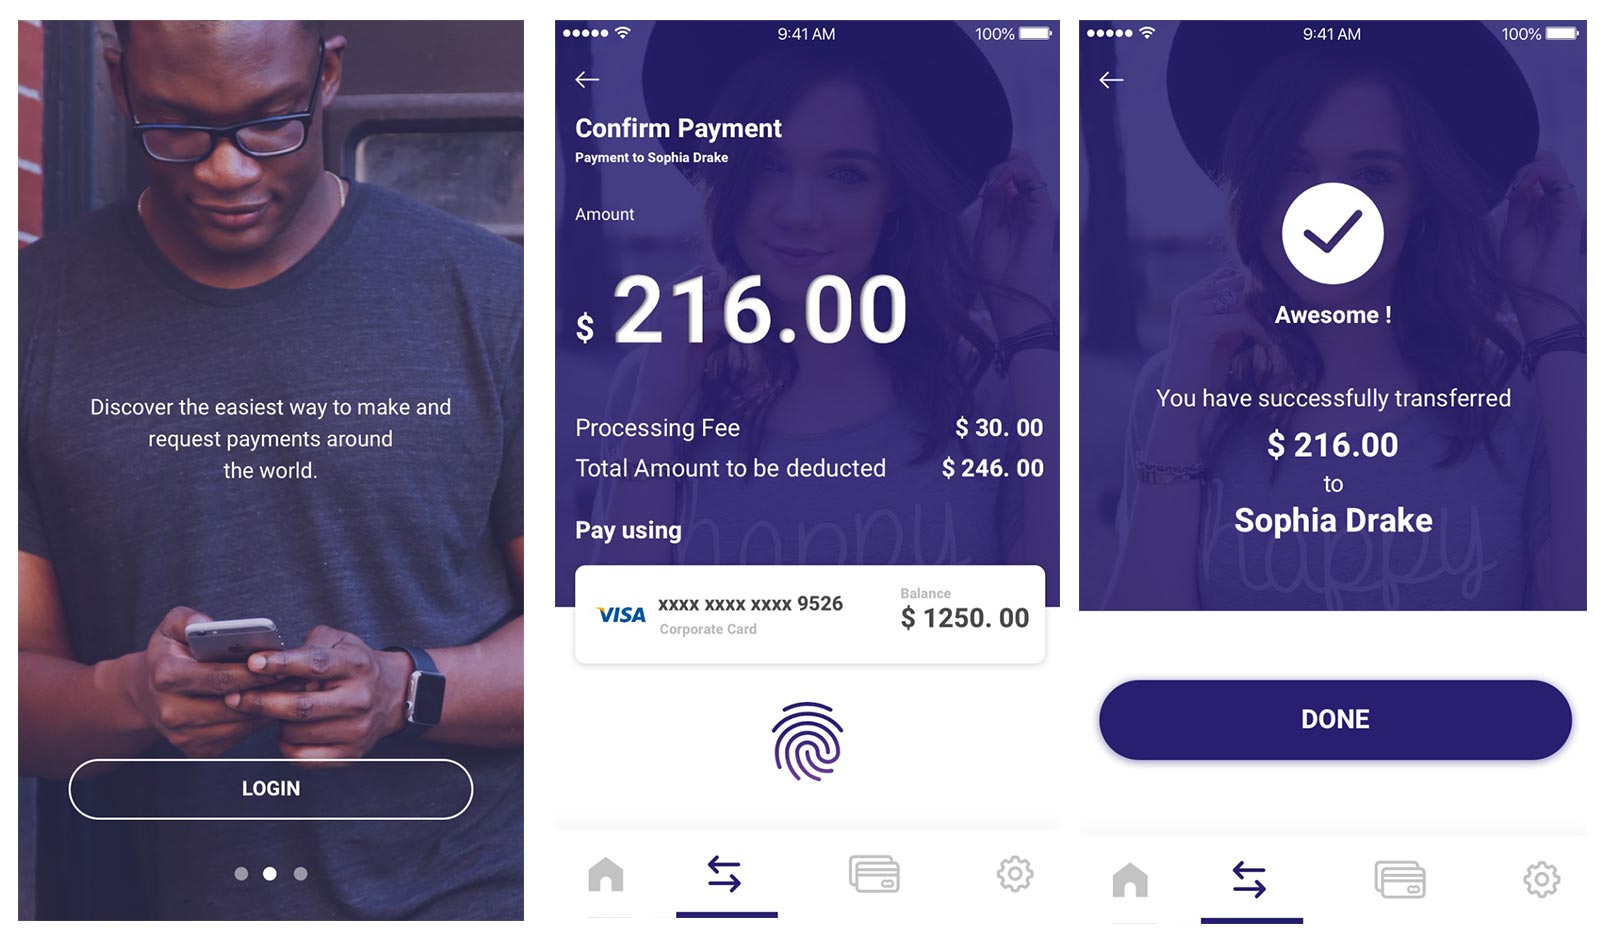 Discover the easiest way to make and
request payments around
the world.
LOGIN
9:41 AM
100%
Confirm Payment
Payment to Sophia Drake
Amount
$ 216.00
Processing Fee $ 30. 00
Total Amount to be deducted $ 246. 00
Pay using
happy
VISA xxxx xxxx xxxx 9526
Corporate Card
Balance
$ 1250. 00
9:41 AM
100%
Awesome !
You have successfully transferred
$ 216.00
to
Sophia Drake
happy
DONE